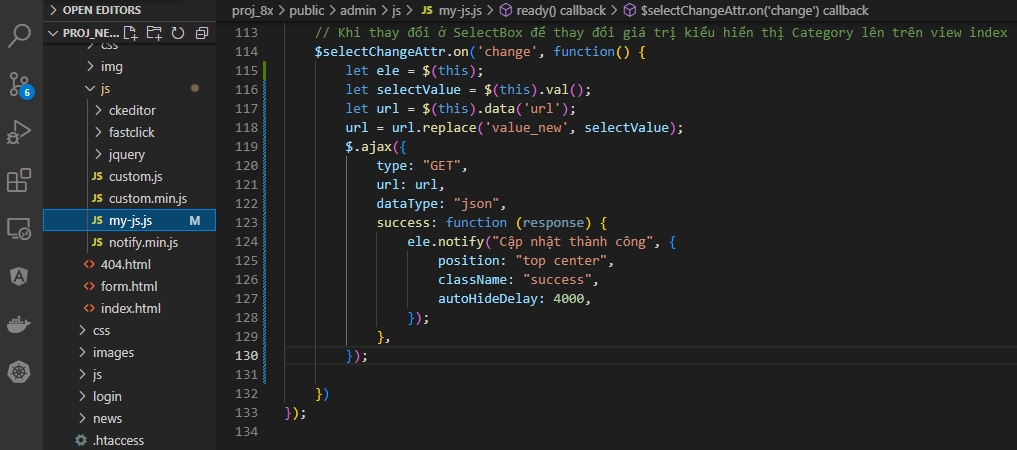 OPEN EDITORS
PROJ_NE...
css
img
js
ckeditor
fastclick
jquery
JS custom.js
JS custom.min.js
JS my-js.js M
JS notify.min.js
<> 404.html
<> form.html
<> index.html
css
images
js
login
news
.htaccess
6
proj_8x > public > admin > js > JS my-js.js > ready() callback > $selectChangeAttr.on('change') callback
113 // Khi thay đổi ở SelectBox để thay đổi giá trị kiểu hiển thị Category lên trên view index
114 $selectChangeAttr.on('change', function() {
115 let ele = $(this);
116 let selectValue = $(this).val();
117 let url = $(this).data('url');
118 url = url.replace('value_new', selectValue);
119 $.ajax({
120 type: "GET",
121 url: url,
122 dataType: "json",
123 success: function (response) {
124 ele.notify("Cập nhật thành công", {
125 position: "top center",
126 className: "success",
127 autoHideDelay: 4000,
128 });
129 },
130 });
131
132 })
133 });
134